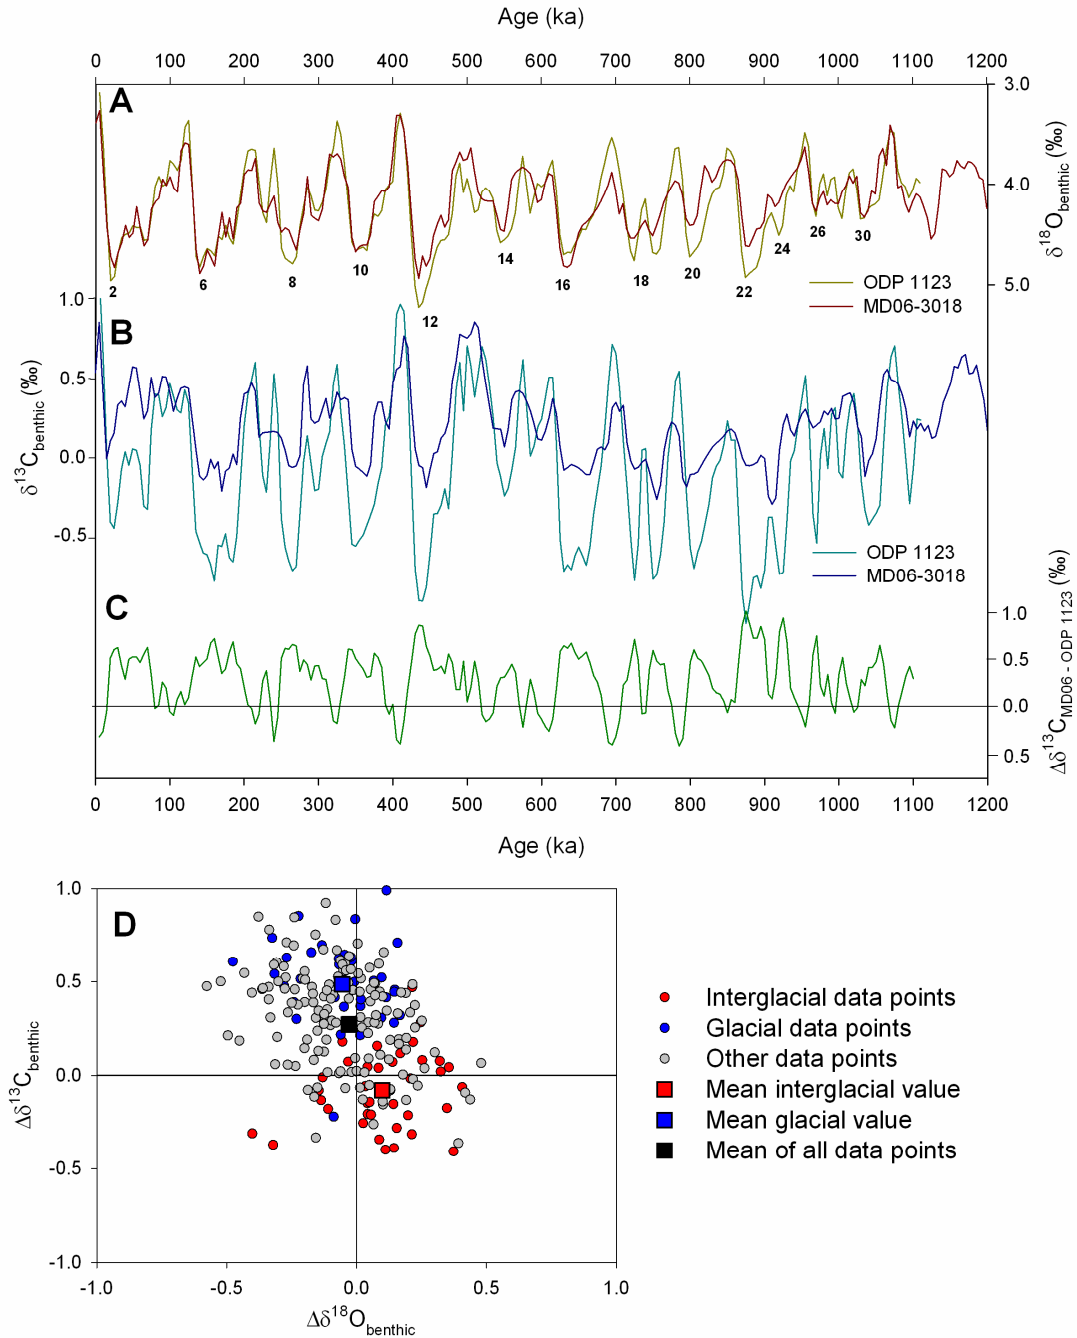 Age (ka)
0 100 200 300 400 500 600 700 800 900 1000 1100 1200
A
3.0
4.0
5.0
δ18Obenthic (‰)
2 6 8 10 12 14 16 18 20 22 24 26 30
ODP 1123
MD06-3018
B
1.0
0.5
0.0
-0.5
δ13Cbenthic (‰)
ODP 1123
MD06-3018
C
1.0
0.5
0.0
0.5
Δδ13CMD06 - ODP 1123 (‰)
0 100 200 300 400 500 600 700 800 900 1000 1100 1200
Age (ka)
D
1.0
0.5
0.0
-0.5
-1.0
Δδ13Cbenthic
-1.0 -0.5 0.0 0.5 1.0
Δδ18Obenthic
Interglacial data points
Glacial data points
Other data points
Mean interglacial value
Mean glacial value
Mean of all data points